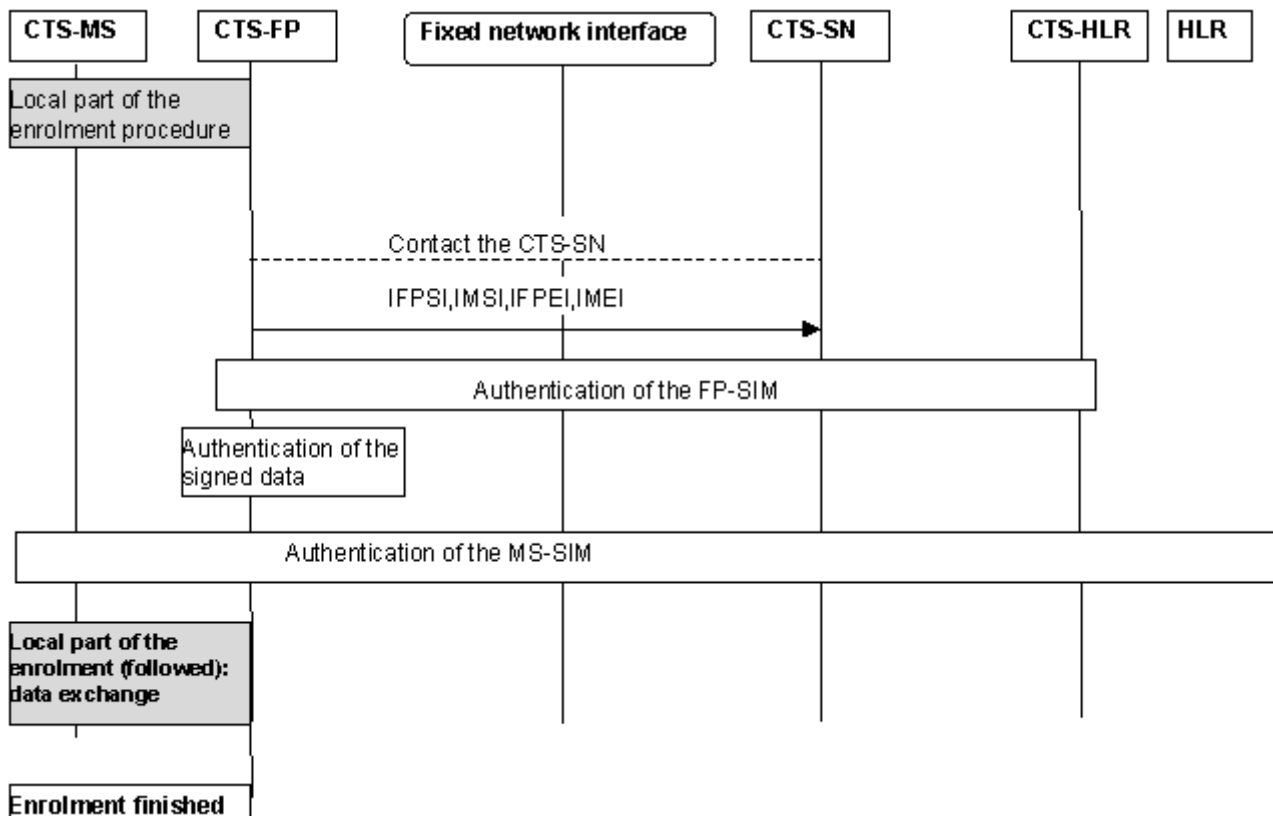 CTS-MS
CTS-FP
Fixed network interface
CTS-SN
CTS-HLR
HLR
Local part of the
enrolment procedure
Contact the CTS-SN
IFPSI,IMSI,IFPEI,IMEI
Authentication of the FP-SIM
Authentication of the
signed data
Authentication of the MS-SIM
Local part of the
enrolment (followed):
data exchange
Enrolment finished